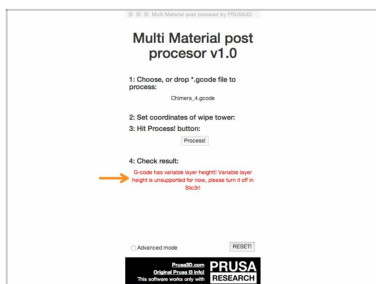 Multi Material post procesor by PRUSA3D
Multi Material post
procesor v1.0
1: Choose, or drop *.gcode file to
process:
Chimera_4.gcode
2: Set coordinates of wipe tower:
3: Hit Process! button:
Process!
4: Check result:
G-code has variable layer height! Variable layer
height is unsupported for now, please turn it off in
Slic3r!
Advanced mode
RESET!
Prusa3D.com
Original Prusa i3 info!
This software works only with
PRUSA
RESEARCH